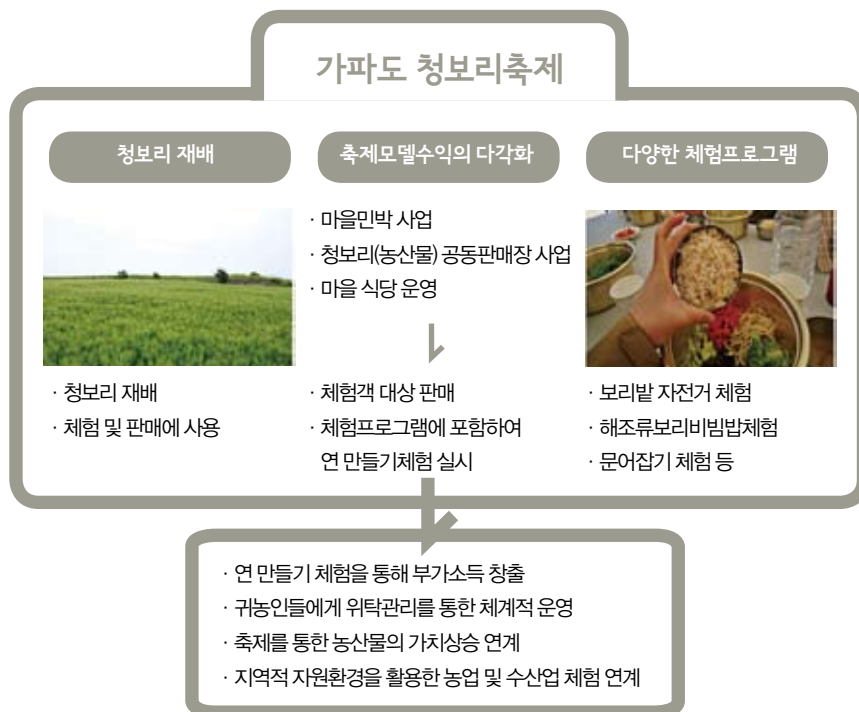 가파도 청보리축제
청보리 재배
· 청보리 재배
· 체험 및 판매에 사용
축제모델수익의 다각화
· 마을민박 사업
· 청보리(농산물) 공동판매장 사업
· 마을 식당 운영
· 체험객 대상 판매
· 체험프로그램에 포함하여
연 만들기체험 실시
다양한 체험프로그램
· 보리밭 자전거 체험
· 해조류보리비빔밥체험
· 문어잡기 체험 등
· 연 만들기 체험을 통해 부가소득 창출
· 귀농인들에게 위탁관리를 통한 체계적 운영
· 축제를 통한 농산물의 가치상승 연계
· 지역적 자원환경을 활용한 농업 및 수산업 체험 연계